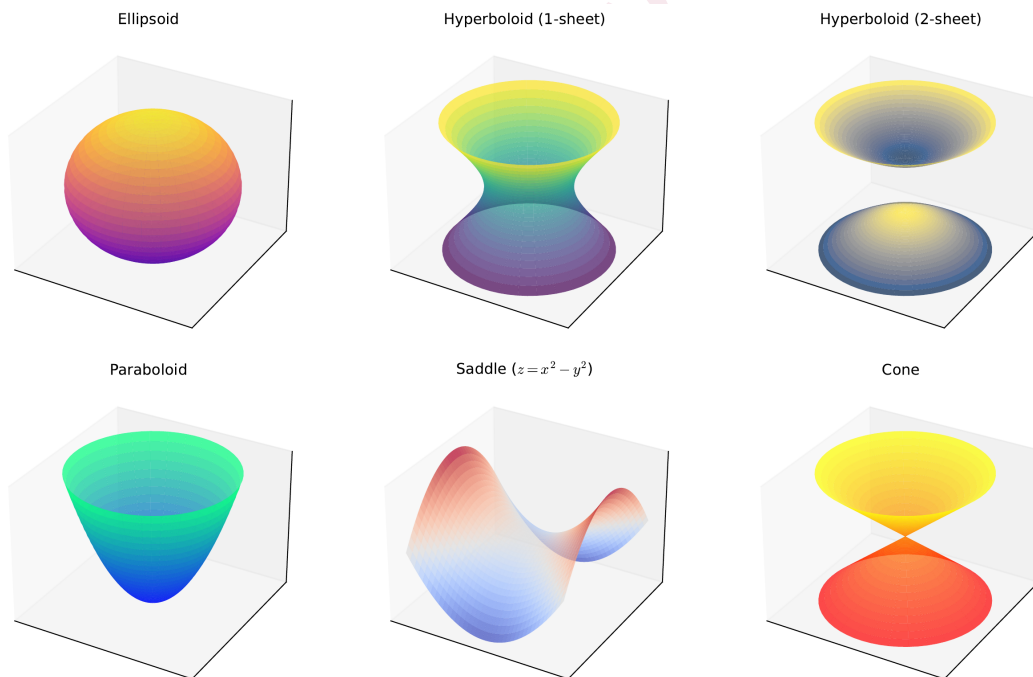 Ellipsoid
Hyperboloid (1-sheet)
Hyperboloid (2-sheet)
Paraboloid
Saddle (z = x² − y²)
Cone